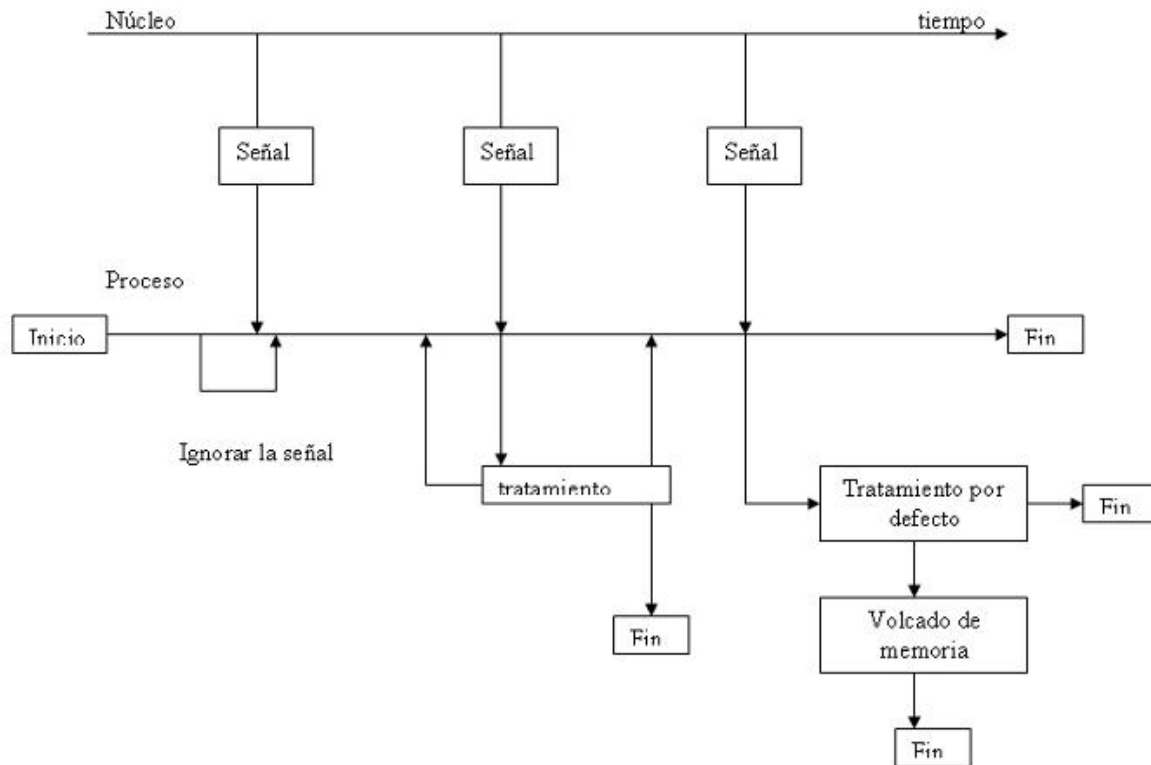 Núcleo
tiempo
Señal
Señal
Señal
Proceso
Inicio
Fin
Ignorar la señal
tratamiento
Tratamiento por
defecto
Fin
Fin
Volcado de
memoria
Fin